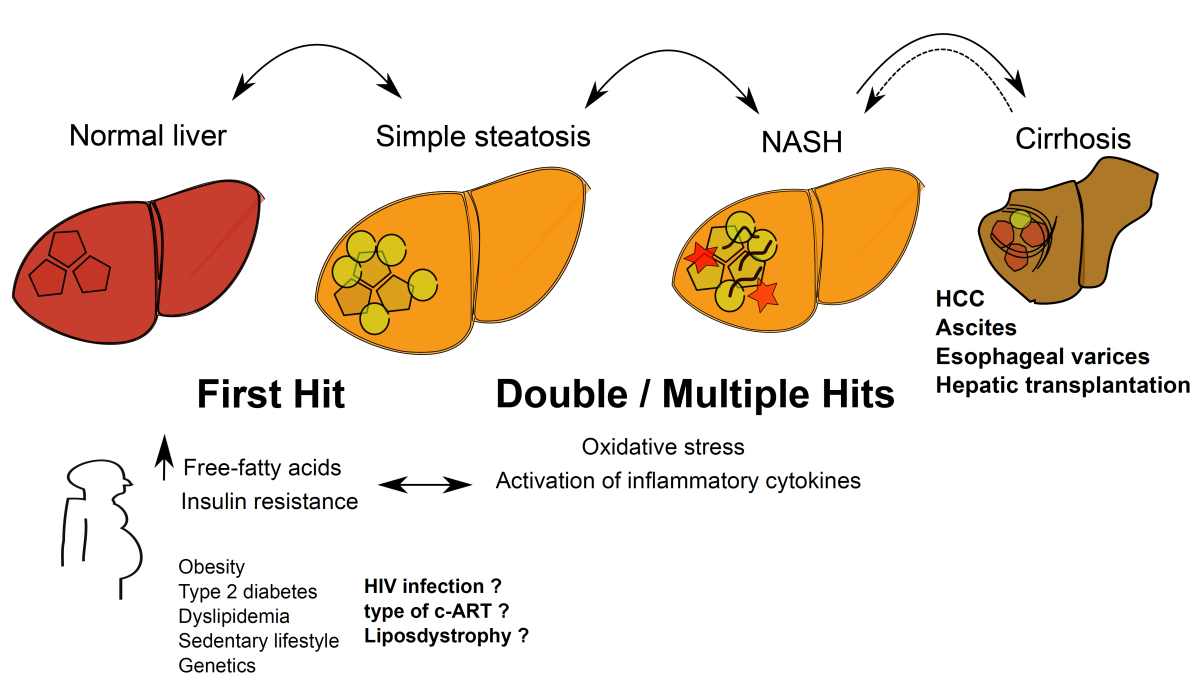 Normal liver
Simple steatosis
NASH
Cirrhosis
HCC
Ascites
Esophageal varices
Hepatic transplantation
First Hit
Double / Multiple Hits
Free-fatty acids
Insulin resistance
Oxidative stress
Activation of inflammatory cytokines
Obesity
Type 2 diabetes
Dyslipidemia
Sedentary lifestyle
Genetics
HIV infection ?
type of c-ART ?
Liposdystrophy ?